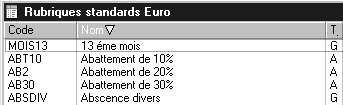 Rubriques standards Euro
Code Nom T.
MOIS13 13 éme mois G
ABT10 Abattement de 10% A
AB2 Abattement de 20% A
AB30 Abattement de 30% A
ABSDIV Abscence divers G